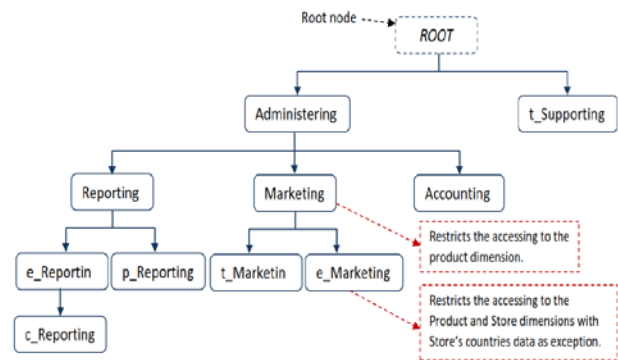 Root node
ROOT
Administering
t_Supporting
Reporting
Marketing
Accounting
Restricts the accessing to the
product dimension.
e_Reportin
p_Reporting
t_Marketin
e_Marketing
Restricts the accessing to the
Product and Store dimensions with
Store's countries data as exception.
c_Reporting